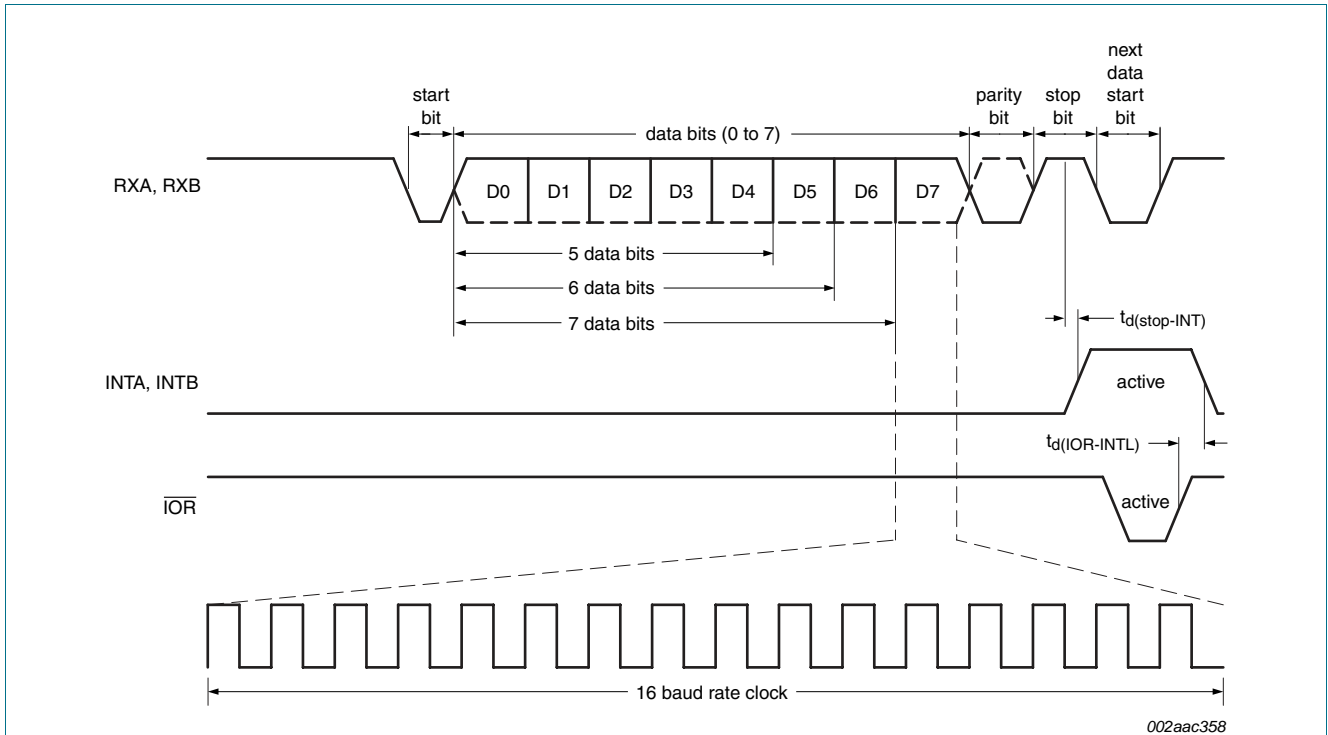 next
data
start
bit
start
bit
parity
bit
stop
bit
data bits (0 to 7)
RXA, RXB
D0 D1 D2 D3 D4 D5 D6 D7
5 data bits
6 data bits
7 data bits
td(stop-INT)
INTA, INTB
active
td(IOR-INTL)
IOR
active
16 baud rate clock
002aac358